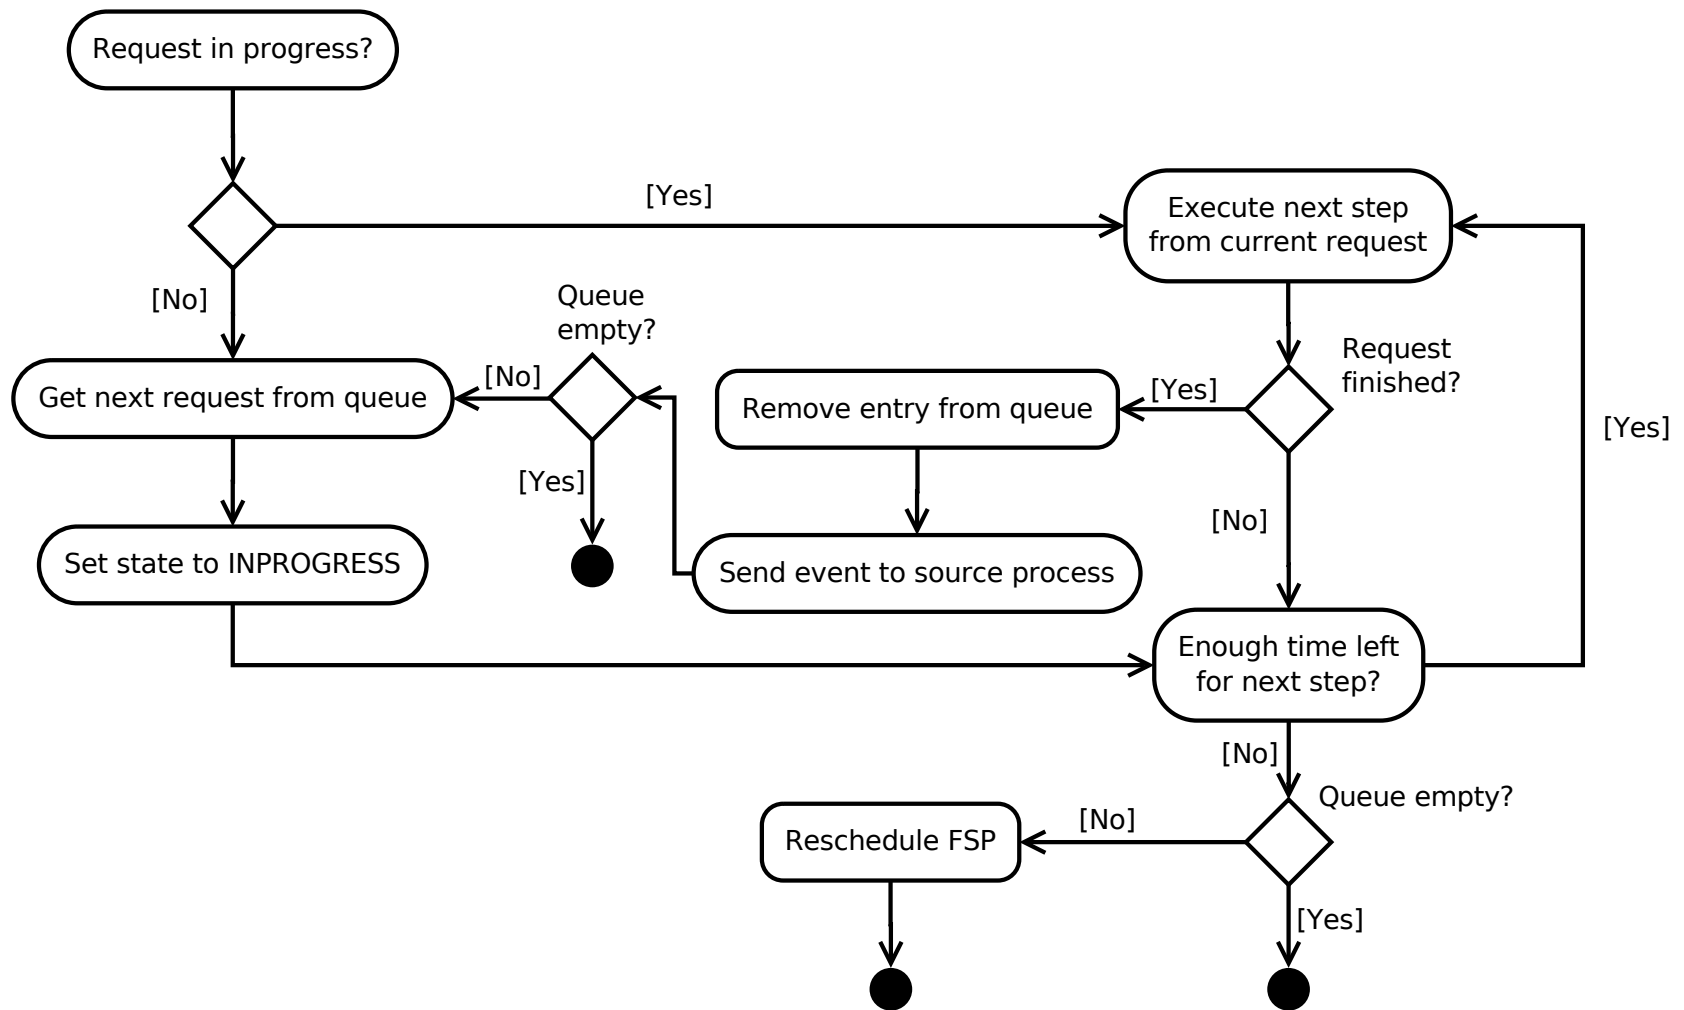 Request in progress?
[Yes]
Execute next step
from current request
[No]
Queue
empty?
Request
finished?
[No]
Get next request from queue
[Yes]
Remove entry from queue
[Yes]
[Yes]
[No]
Set state to INPROGRESS
Send event to source process
Enough time left
for next step?
[No]
Queue empty?
[No]
Reschedule FSP
[Yes]